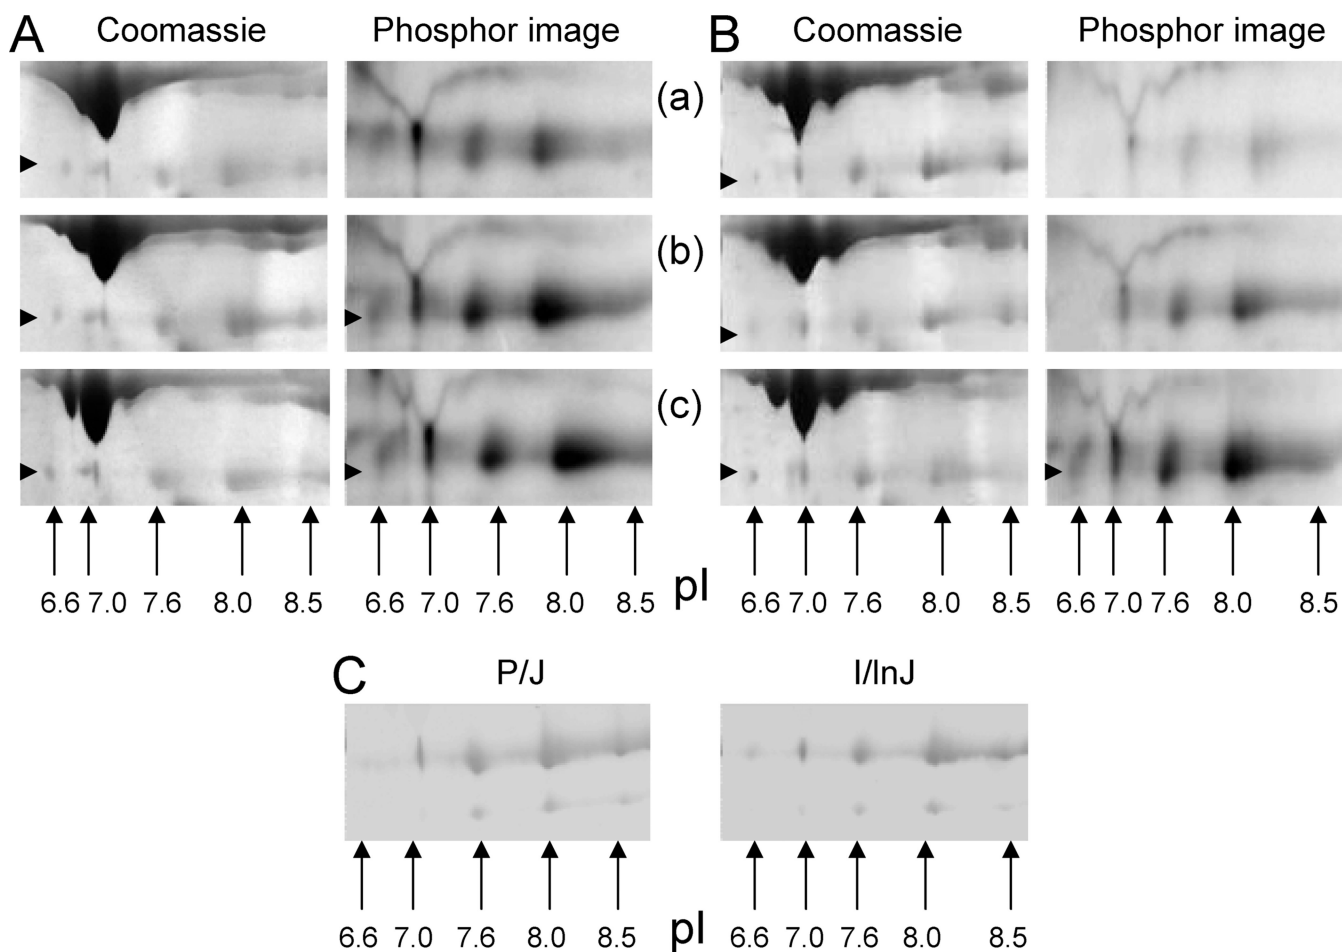 A Coomassie Phosphor image B Coomassie Phosphor image
(a)
(b)
(c)
6.6 7.0 7.6 8.0 8.5 6.6 7.0 7.6 8.0 8.5 pI 6.6 7.0 7.6 8.0 8.5 6.6 7.0 7.6 8.0 8.5
C P/J I/InJ
6.6 7.0 7.6 8.0 8.5 pI 6.6 7.0 7.6 8.0 8.5